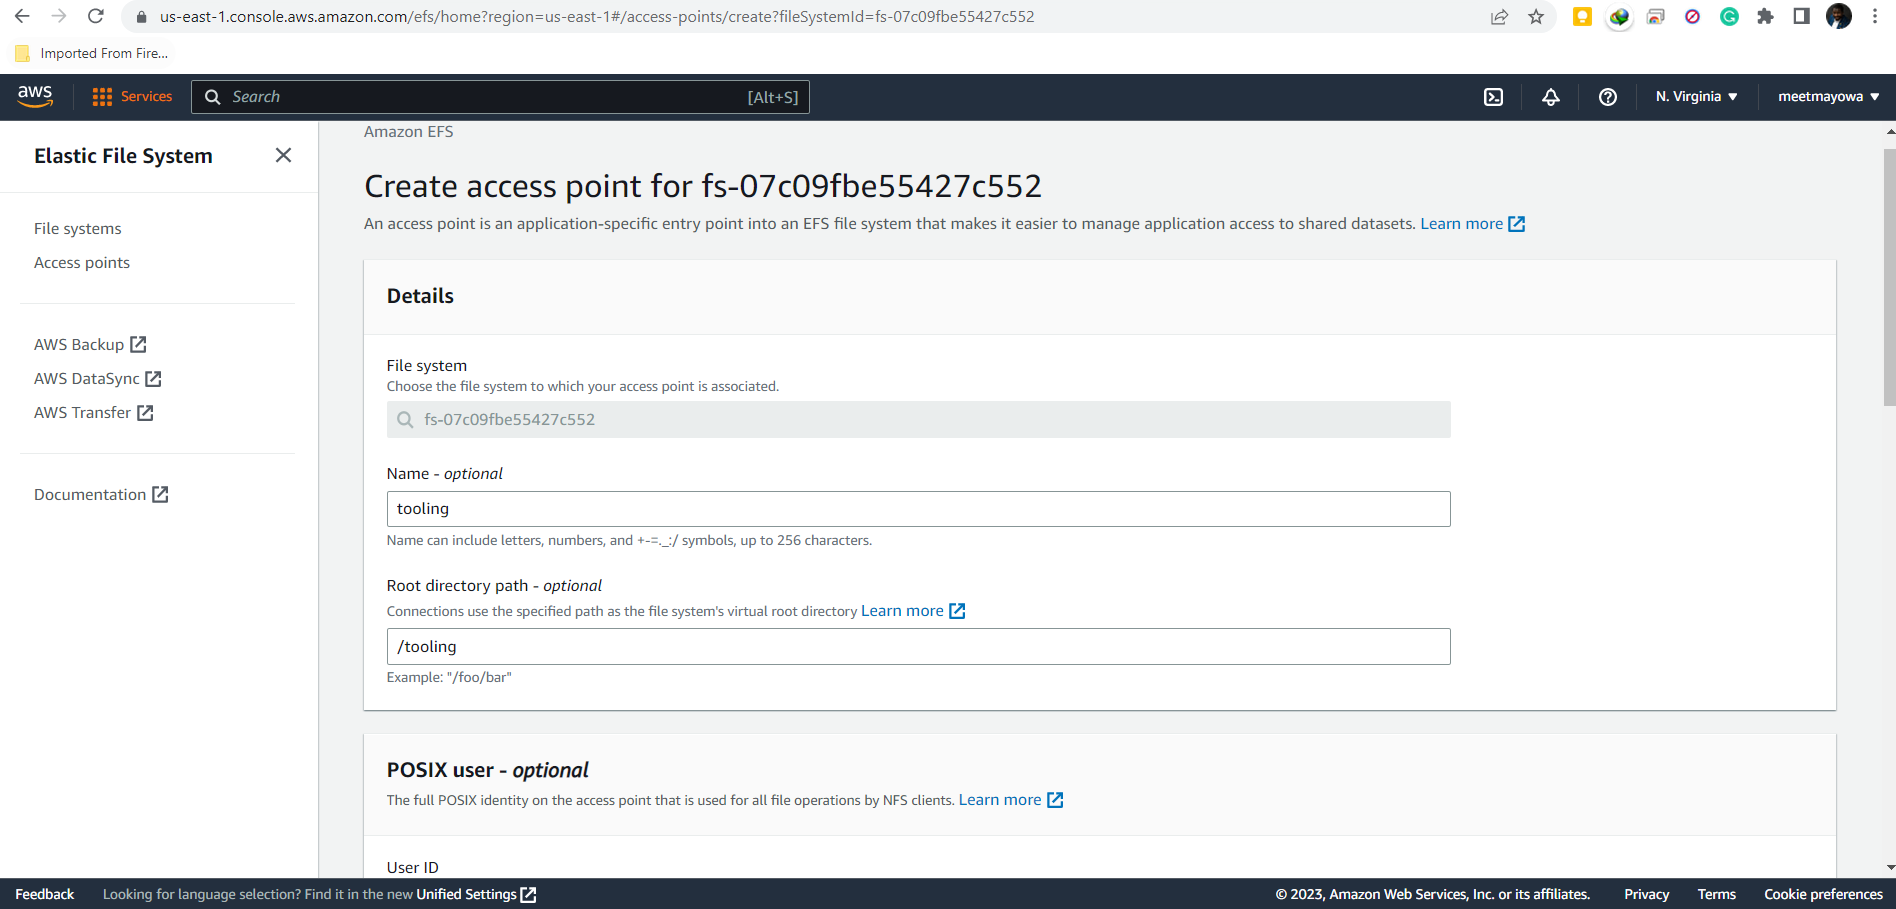 us-east-1.console.aws.amazon.com/efs/home?region=us-east-1#/access-points/create?fileSystemId=fs-07c09fbe55427c552
Imported From Fire...
aws
Services
Search
[Alt+S]
N. Virginia
meetmayowa
Elastic File System
File systems
Access points
AWS Backup
AWS DataSync
AWS Transfer
Documentation
Amazon EFS
Create access point for fs-07c09fbe55427c552
An access point is an application-specific entry point into an EFS file system that makes it easier to manage application access to shared datasets. Learn more
Details
File system
Choose the file system to which your access point is associated.
fs-07c09fbe55427c552
Name - optional
tooling
Name can include letters, numbers, and +-=._:/ symbols, up to 256 characters.
Root directory path - optional
Connections use the specified path as the file system's virtual root directory Learn more
/tooling
Example: "/foo/bar"
POSIX user - optional
The full POSIX identity on the access point that is used for all file operations by NFS clients. Learn more
User ID
Feedback
Looking for language selection? Find it in the new Unified Settings
© 2023, Amazon Web Services, Inc. or its affiliates.
Privacy
Terms
Cookie preferences